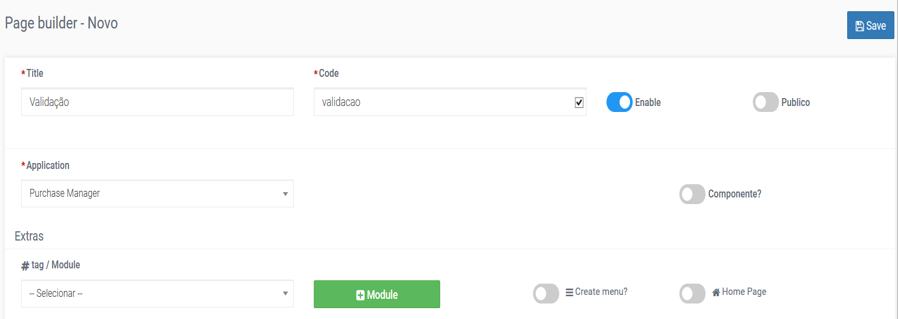 Page builder - Novo
Save
*Title
*Code
Validação
validacao
Enable
Publico
*Application
Purchase Manager
Componente?
Extras
# tag / Module
-- Selecionar --
Module
Create menu?
Home Page